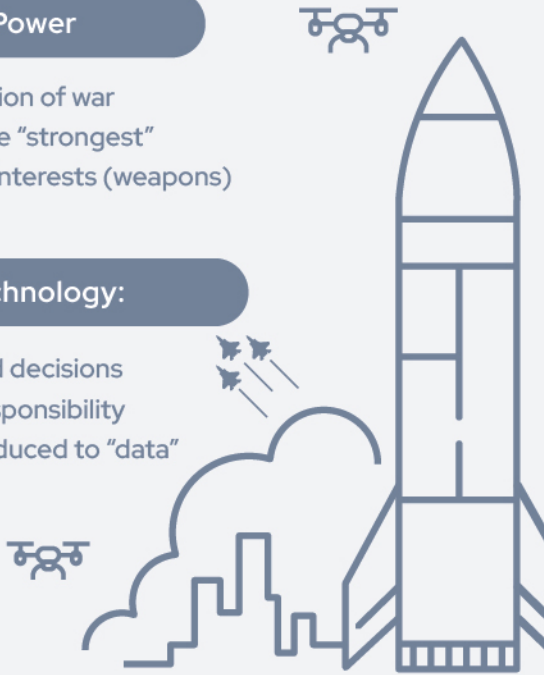 Power
ion of war
e “strongest”
nterests (weapons)
chnology:
l decisions
ponsibility
duced to “data”